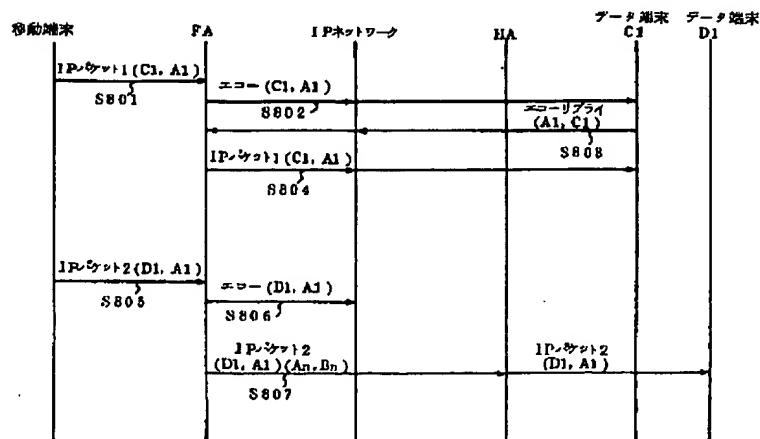 移動端末
FA
IPネットワーク
HA
データ端末
C1
データ端末
D1
IPパケット1(C1, A1)
S801
エコー(C1, A1)
S802
エコーリプライ
(A1, C1)
S808
IPパケット1(C1, A1)
S804
IPパケット2(D1, A1)
S805
エコー(D1, A1)
S806
IPパケット2
(D1, A1)(An, Bn)
S807
IPパケット2
(D1, A1)